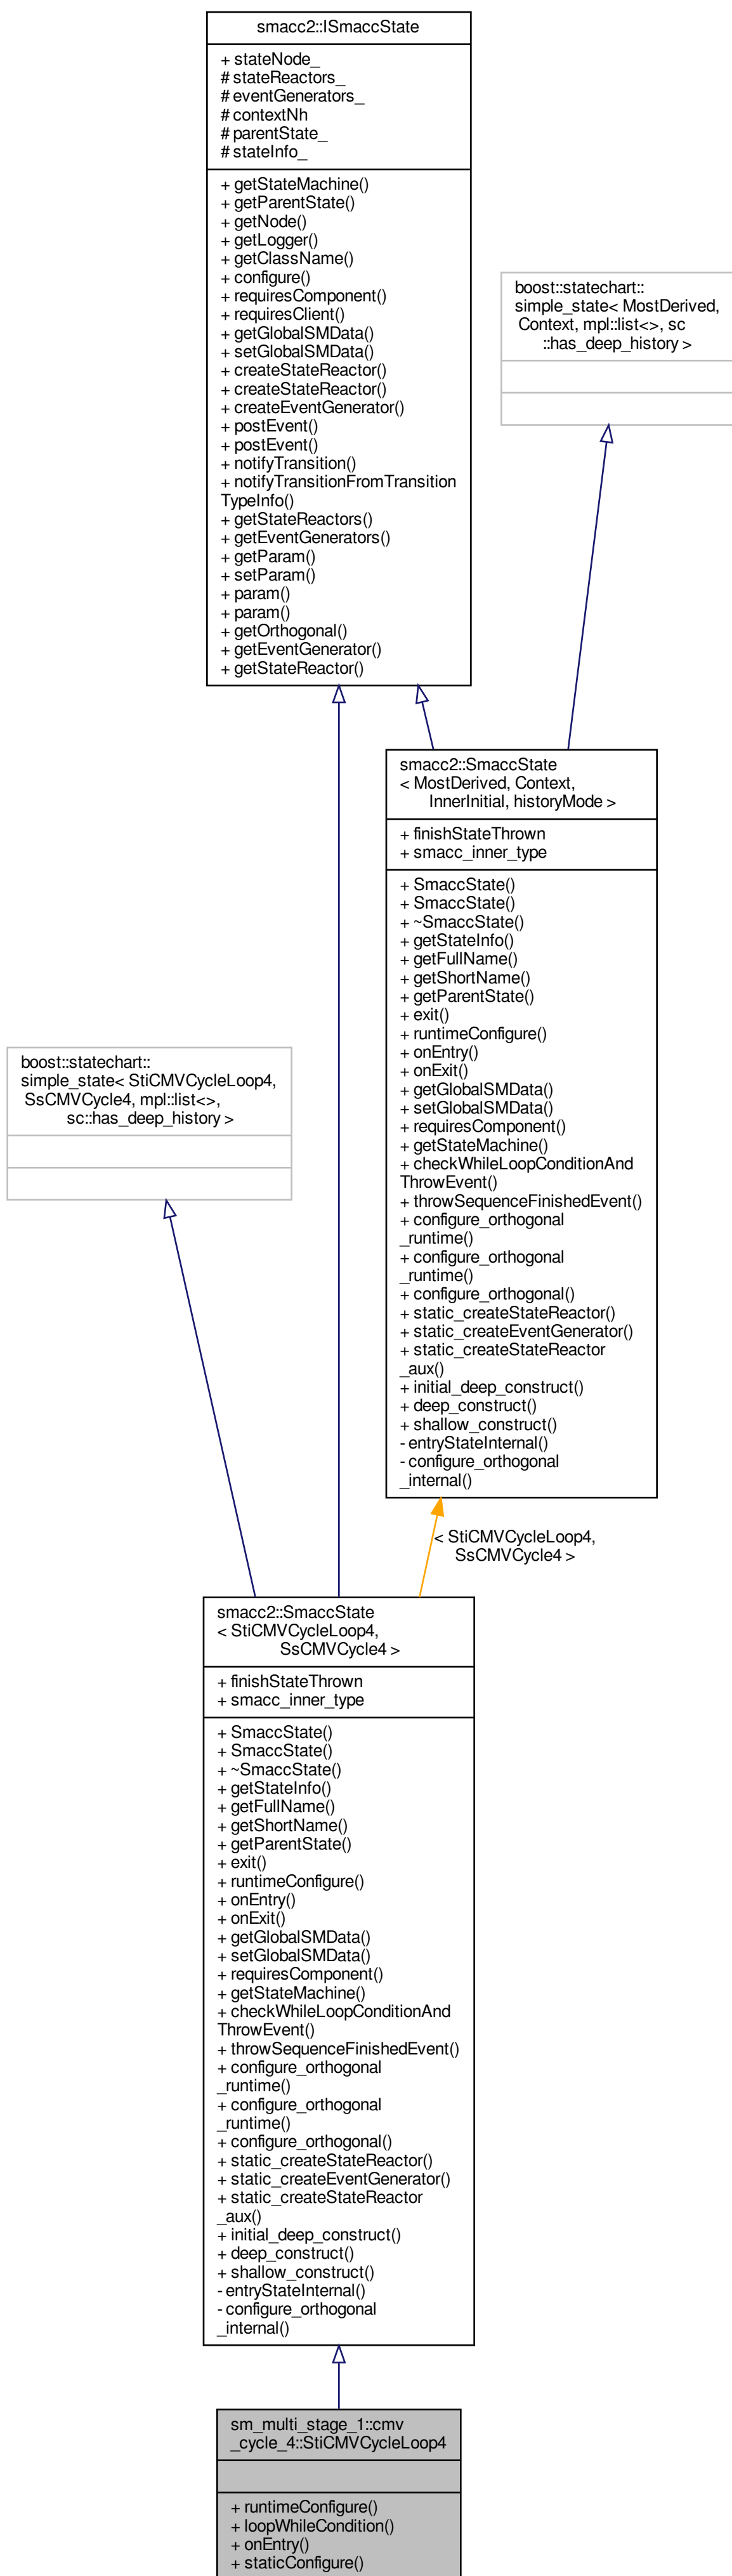 smacc2::ISmaccState
+ stateNode_
# stateReactors_
# eventGenerators_
# contextNh
# parentState_
# stateInfo_
+ getStateMachine()
+ getParentState()
+ getNode()
+ getLogger()
+ getClassName()
+ configure()
+ requiresComponent()
+ requiresClient()
+ getGlobalSMData()
+ setGlobalSMData()
+ createStateReactor()
+ createStateReactor()
+ createEventGenerator()
+ postEvent()
+ postEvent()
+ notifyTransition()
+ notifyTransitionFromTransition
TypeInfo()
+ getStateReactors()
+ getEventGenerators()
+ getParam()
+ setParam()
+ param()
+ param()
+ getOrthogonal()
+ getEventGenerator()
+ getStateReactor()
boost::statechart::
simple_state< MostDerived,
Context, mpl::list<>, sc
::has_deep_history >
smacc2::SmaccState
< MostDerived, Context,
InnerInitial, historyMode >
+ finishStateThrown
+ smacc_inner_type
+ SmaccState()
+ SmaccState()
+ ~SmaccState()
+ getStateInfo()
+ getFullName()
+ getShortName()
+ getParentState()
+ exit()
+ runtimeConfigure()
+ onEntry()
+ onExit()
+ getGlobalSMData()
+ setGlobalSMData()
+ requiresComponent()
+ getStateMachine()
+ checkWhileLoopConditionAnd
ThrowEvent()
+ throwSequenceFinishedEvent()
+ configure_orthogonal
_runtime()
+ configure_orthogonal
_runtime()
+ configure_orthogonal()
+ static_createStateReactor()
+ static_createEventGenerator()
+ static_createStateReactor
_aux()
+ initial_deep_construct()
+ deep_construct()
+ shallow_construct()
- entryStateInternal()
- configure_orthogonal
_internal()
boost::statechart::
simple_state< StiCMVCycleLoop4,
SsCMVCycle4, mpl::list<>,
sc::has_deep_history >
< StiCMVCycleLoop4,
SsCMVCycle4 >
smacc2::SmaccState
< StiCMVCycleLoop4,
SsCMVCycle4 >
+ finishStateThrown
+ smacc_inner_type
+ SmaccState()
+ SmaccState()
+ ~SmaccState()
+ getStateInfo()
+ getFullName()
+ getShortName()
+ getParentState()
+ exit()
+ runtimeConfigure()
+ onEntry()
+ onExit()
+ getGlobalSMData()
+ setGlobalSMData()
+ requiresComponent()
+ getStateMachine()
+ checkWhileLoopConditionAnd
ThrowEvent()
+ throwSequenceFinishedEvent()
+ configure_orthogonal
_runtime()
+ configure_orthogonal
_runtime()
+ configure_orthogonal()
+ static_createStateReactor()
+ static_createEventGenerator()
+ static_createStateReactor
_aux()
+ initial_deep_construct()
+ deep_construct()
+ shallow_construct()
- entryStateInternal()
- configure_orthogonal
_internal()
sm_multi_stage_1::cmv
_cycle_4::StiCMVCycleLoop4
+ runtimeConfigure()
+ loopWhileCondition()
+ onEntry()
+ staticConfigure()